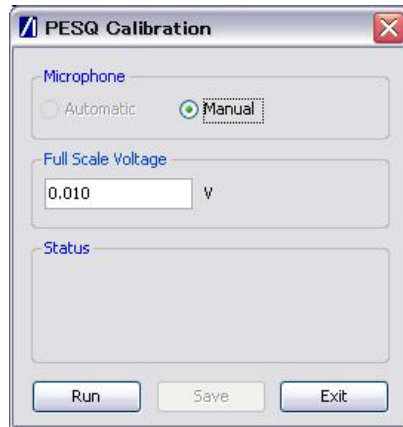 PESQ Calibration
Microphone
Automatic Manual
Full Scale Voltage
0.010 V
Status
Run Save Exit